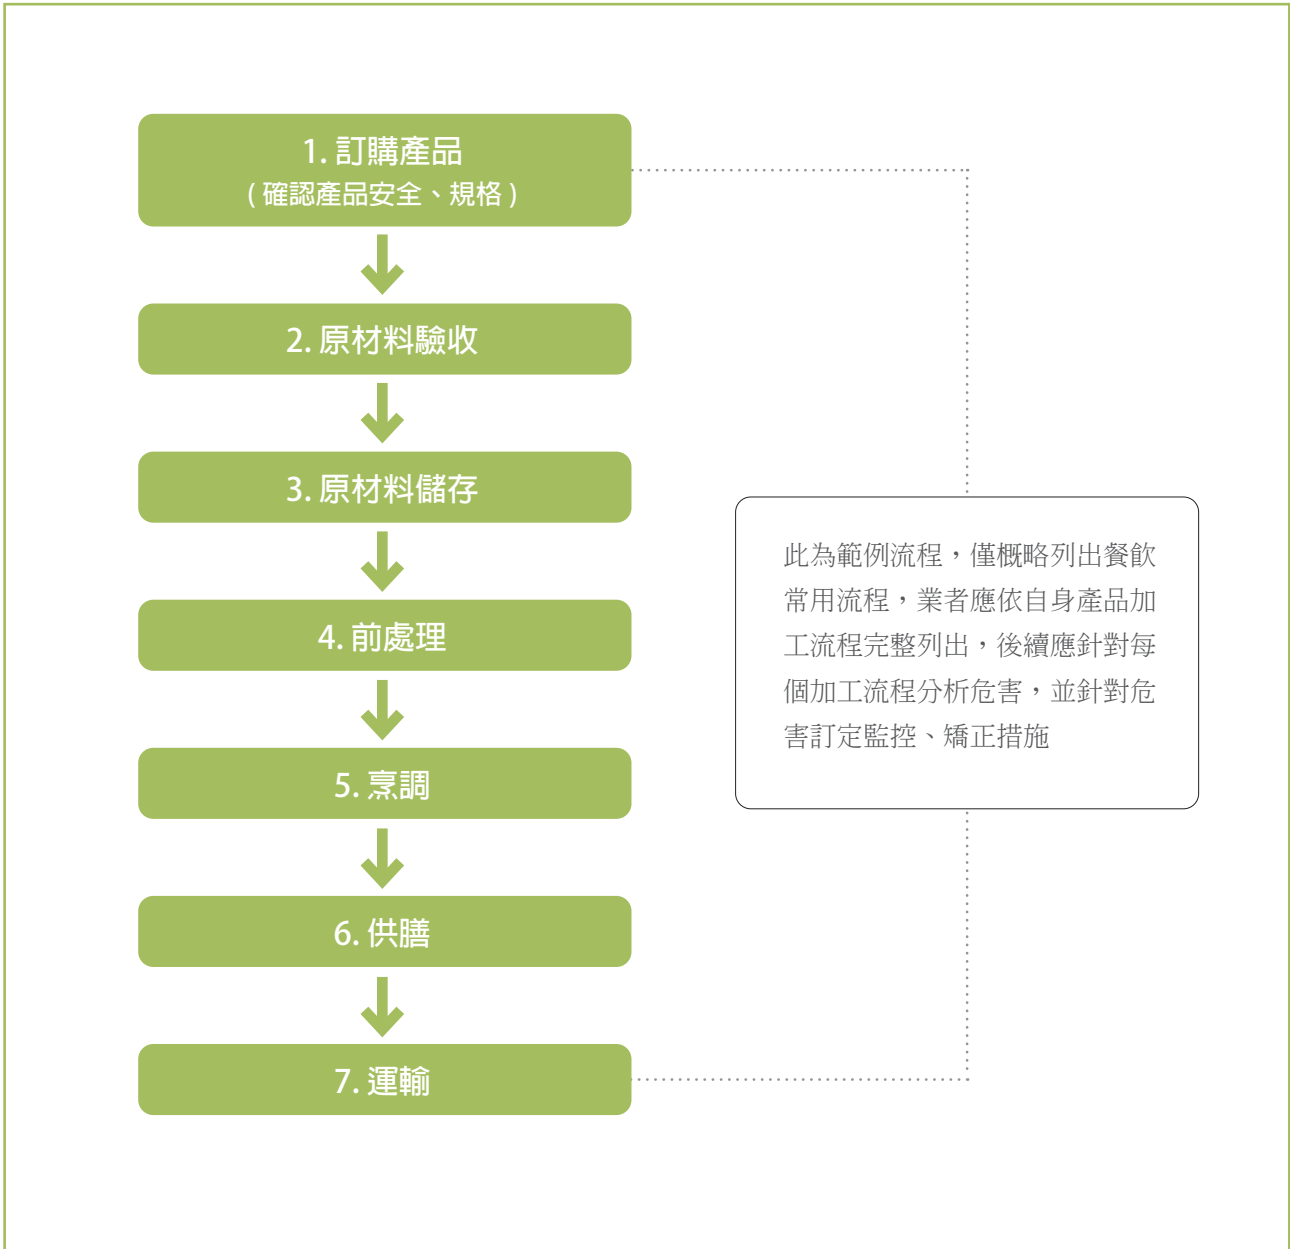 1. 訂購產品
( 確認產品安全、規格 )
2. 原材料驗收
3. 原材料儲存
4. 前處理
5. 烹調
6. 供膳
7. 運輸
此為範例流程，僅概略列出餐飲
常用流程，業者應依自身產品加
工流程完整列出，後續應針對每
個加工流程分析危害，並針對危
害訂定監控、矯正措施